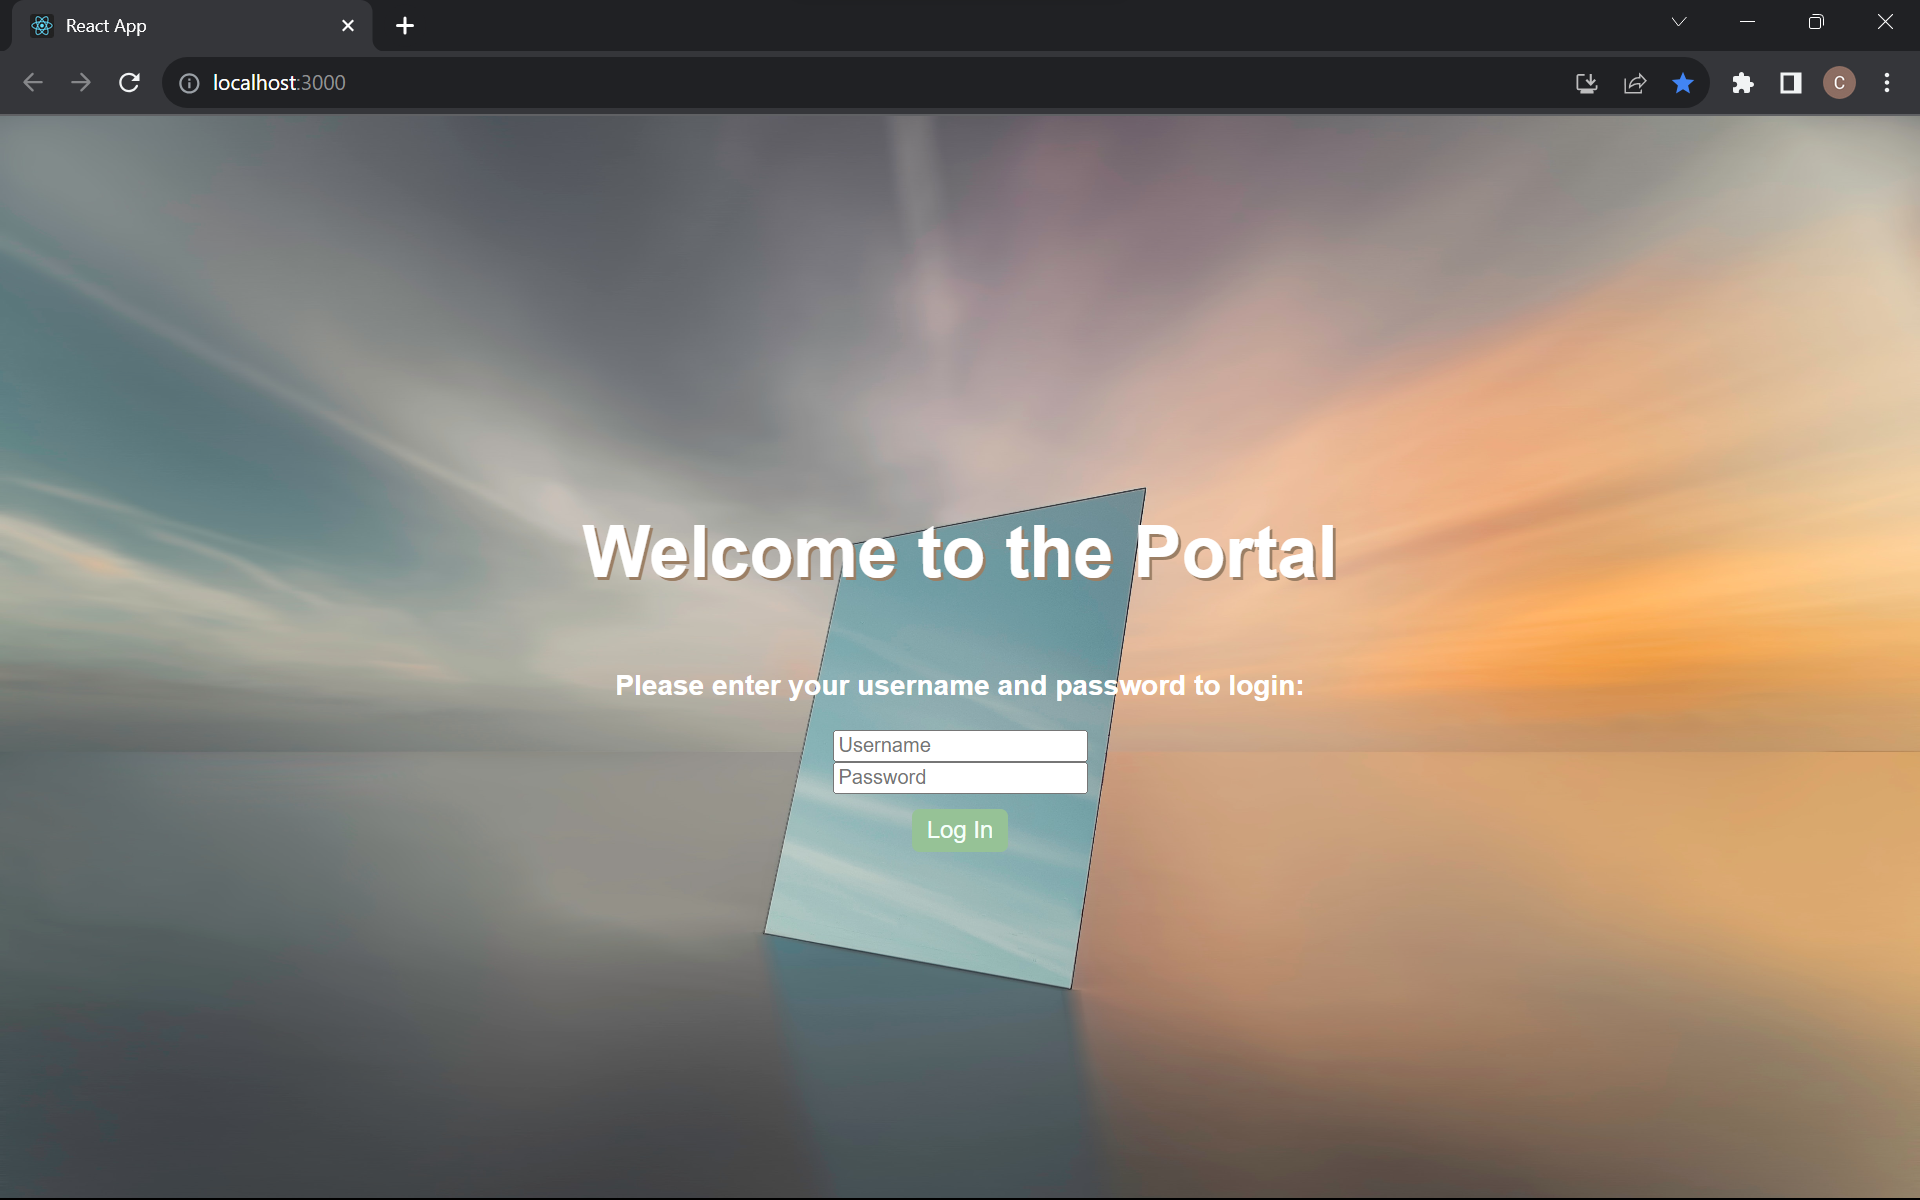 React App
localhost:3000
C
Welcome to the Portal
Please enter your username and password to login:
Username
Password
Log In